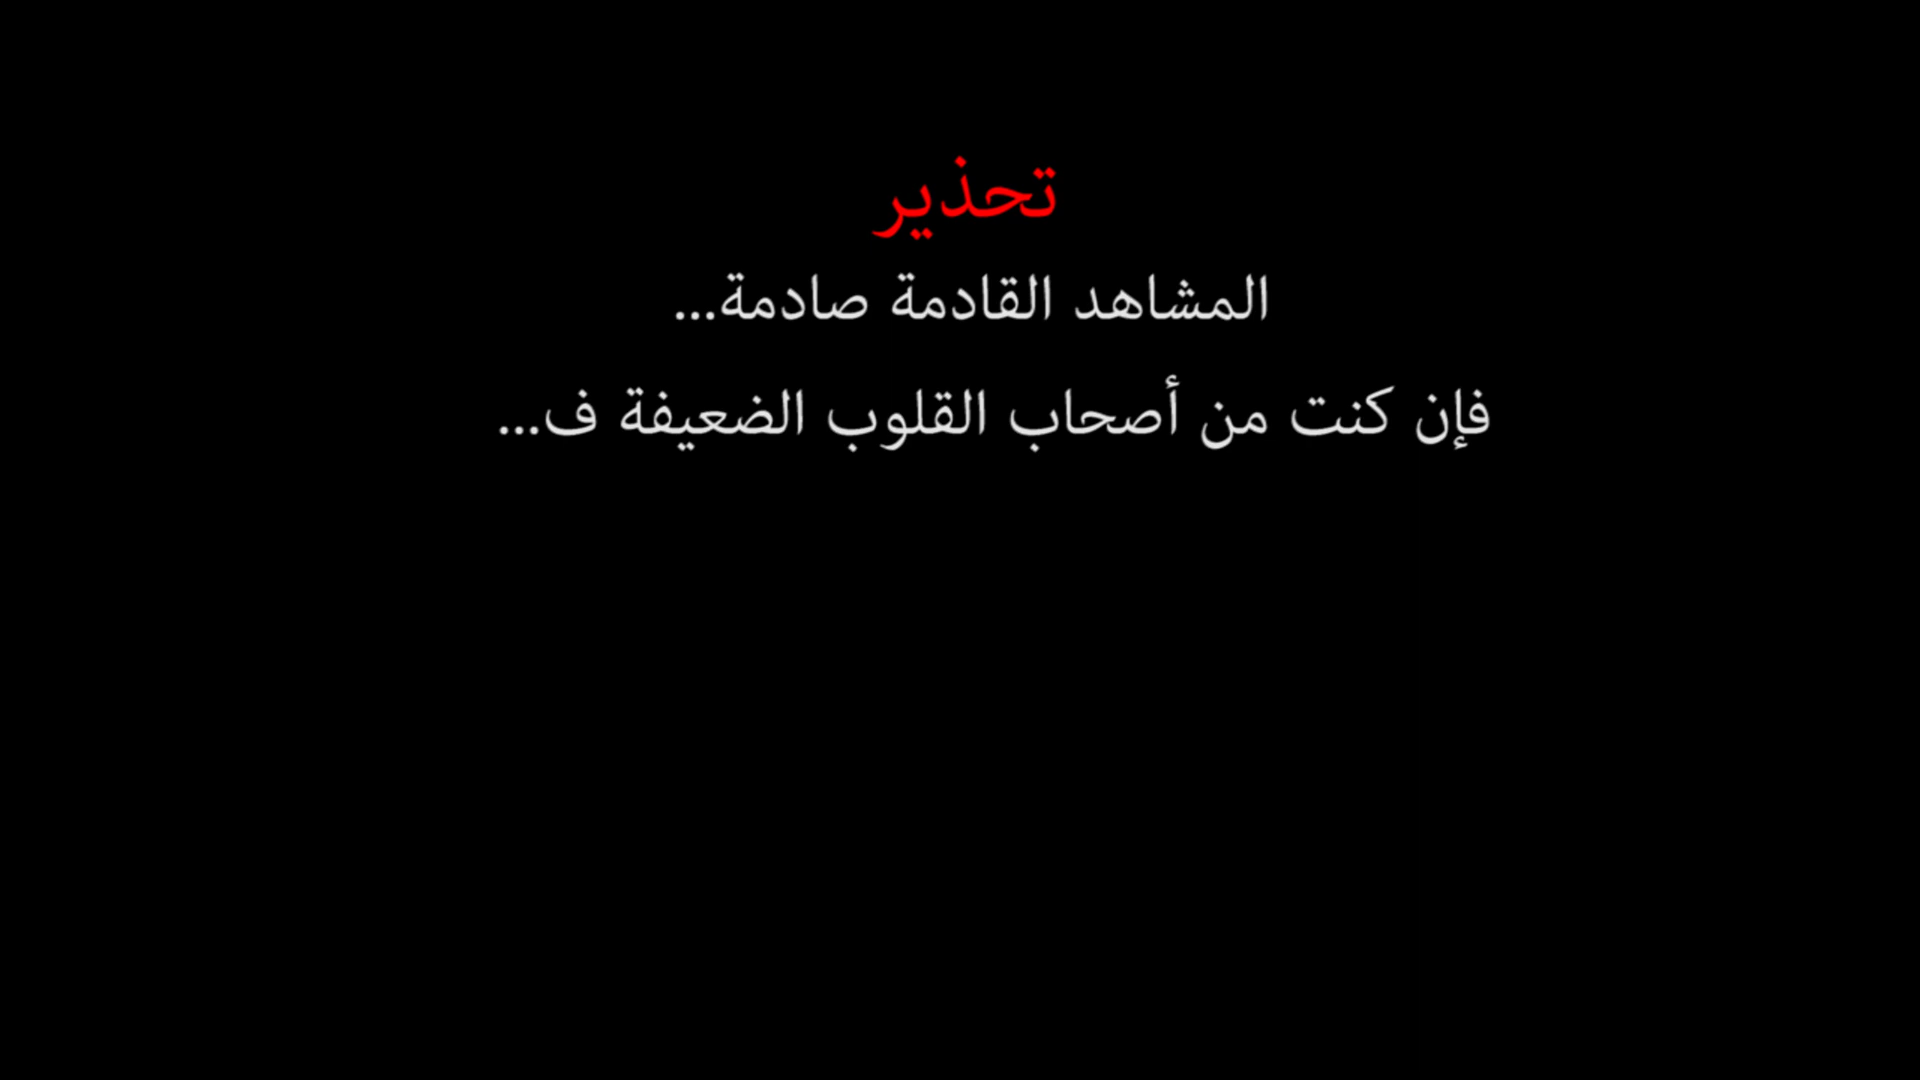 تحذير
المشاهد القادمة صادمة...
فإن كنت من أصحاب القلوب الضعيفة ف...